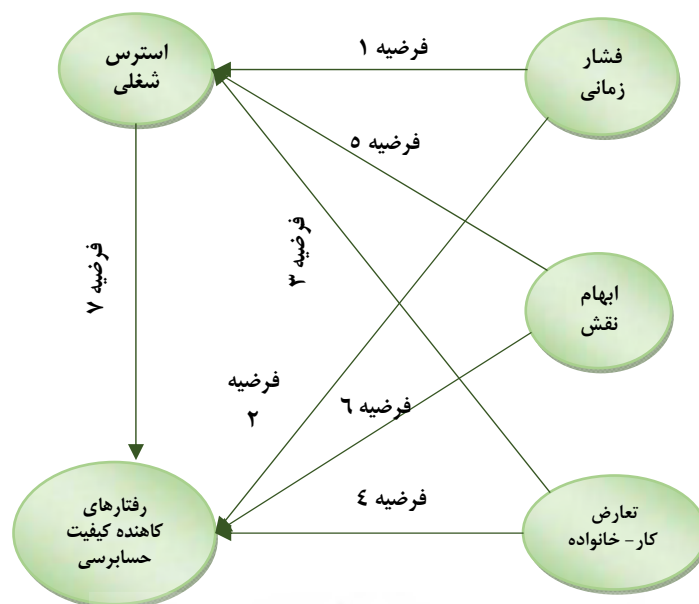 فشار
زمانی
فرضیه ۱
استرس
شغلی
فرضیه ۵
فرضیه ۳
فرضیه ۷
ابهام
نقش
فرضیه
۲
فرضیه ۶
فرضیه ٤
تعارض
کار- خانواده
رفتارهای
کاهنده کیفیت
حسابرسی